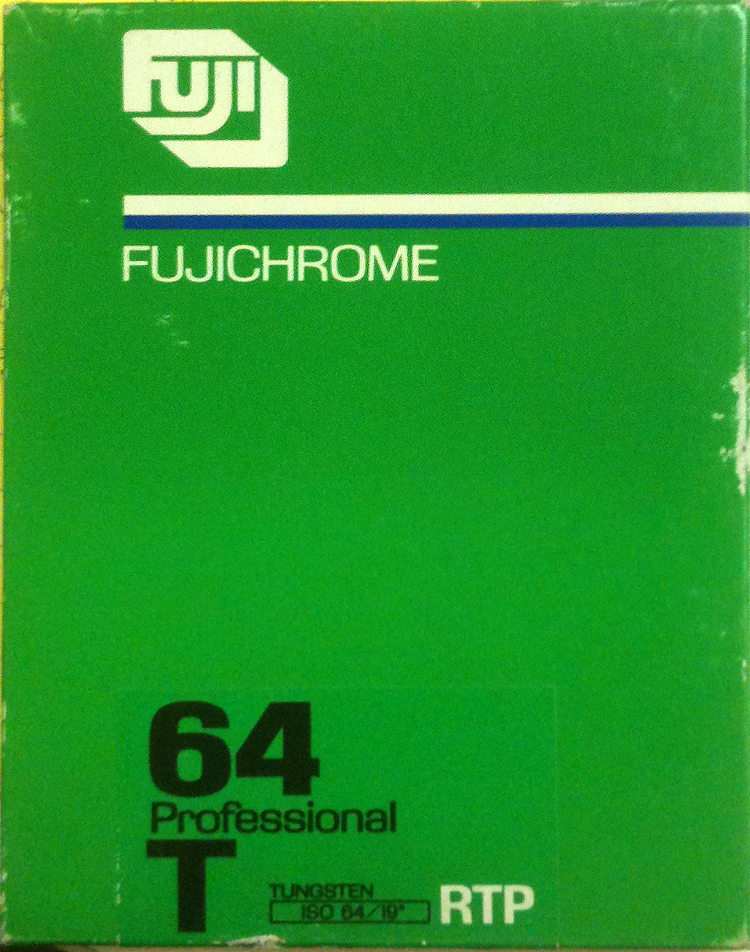 FUJI
FUJICHROME
64
Professional
T
TUNGSTEN
ISO 64/19°
RTP